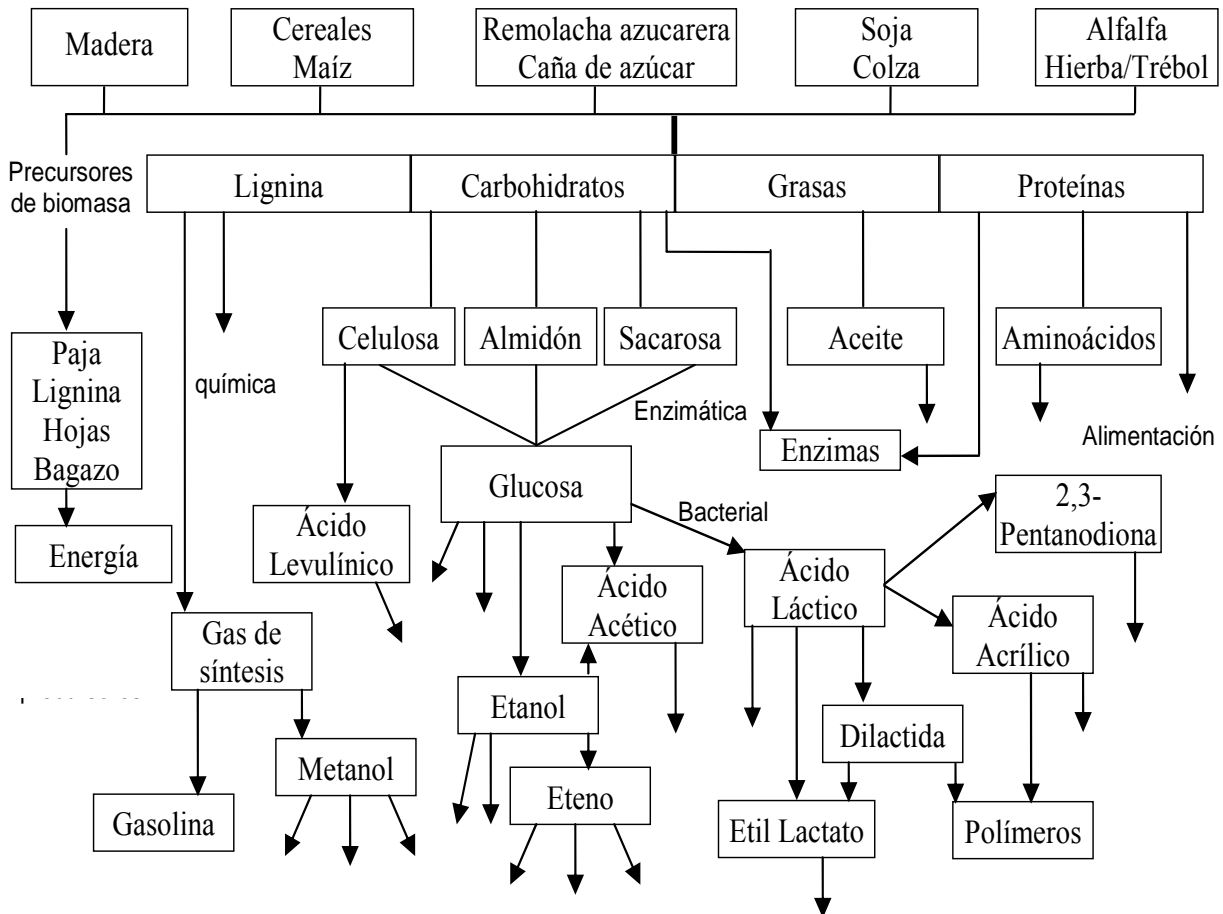 Madera
Cereales
Maíz
Remolacha azucarera
Caña de azúcar
Soja
Colza
Alfalfa
Hierba/Trébol
Precursores
de biomasa
Lignina
Carbohidratos
Grasas
Proteínas
Celulosa
Almidón
Sacarosa
Aceite
Aminoácidos
Paja
Lignina
Hojas
Bagazo
química
Enzimática
Enzimas
Alimentación
Glucosa
Bacterial
2,3-
Pentanodiona
Energía
Ácido
Levulínico
Ácido
Acético
Ácido
Láctico
Ácido
Acrílico
Gas de
síntesis
Etanol
Dilactida
Metanol
Eteno
Gasolina
Etil Lactato
Polímeros